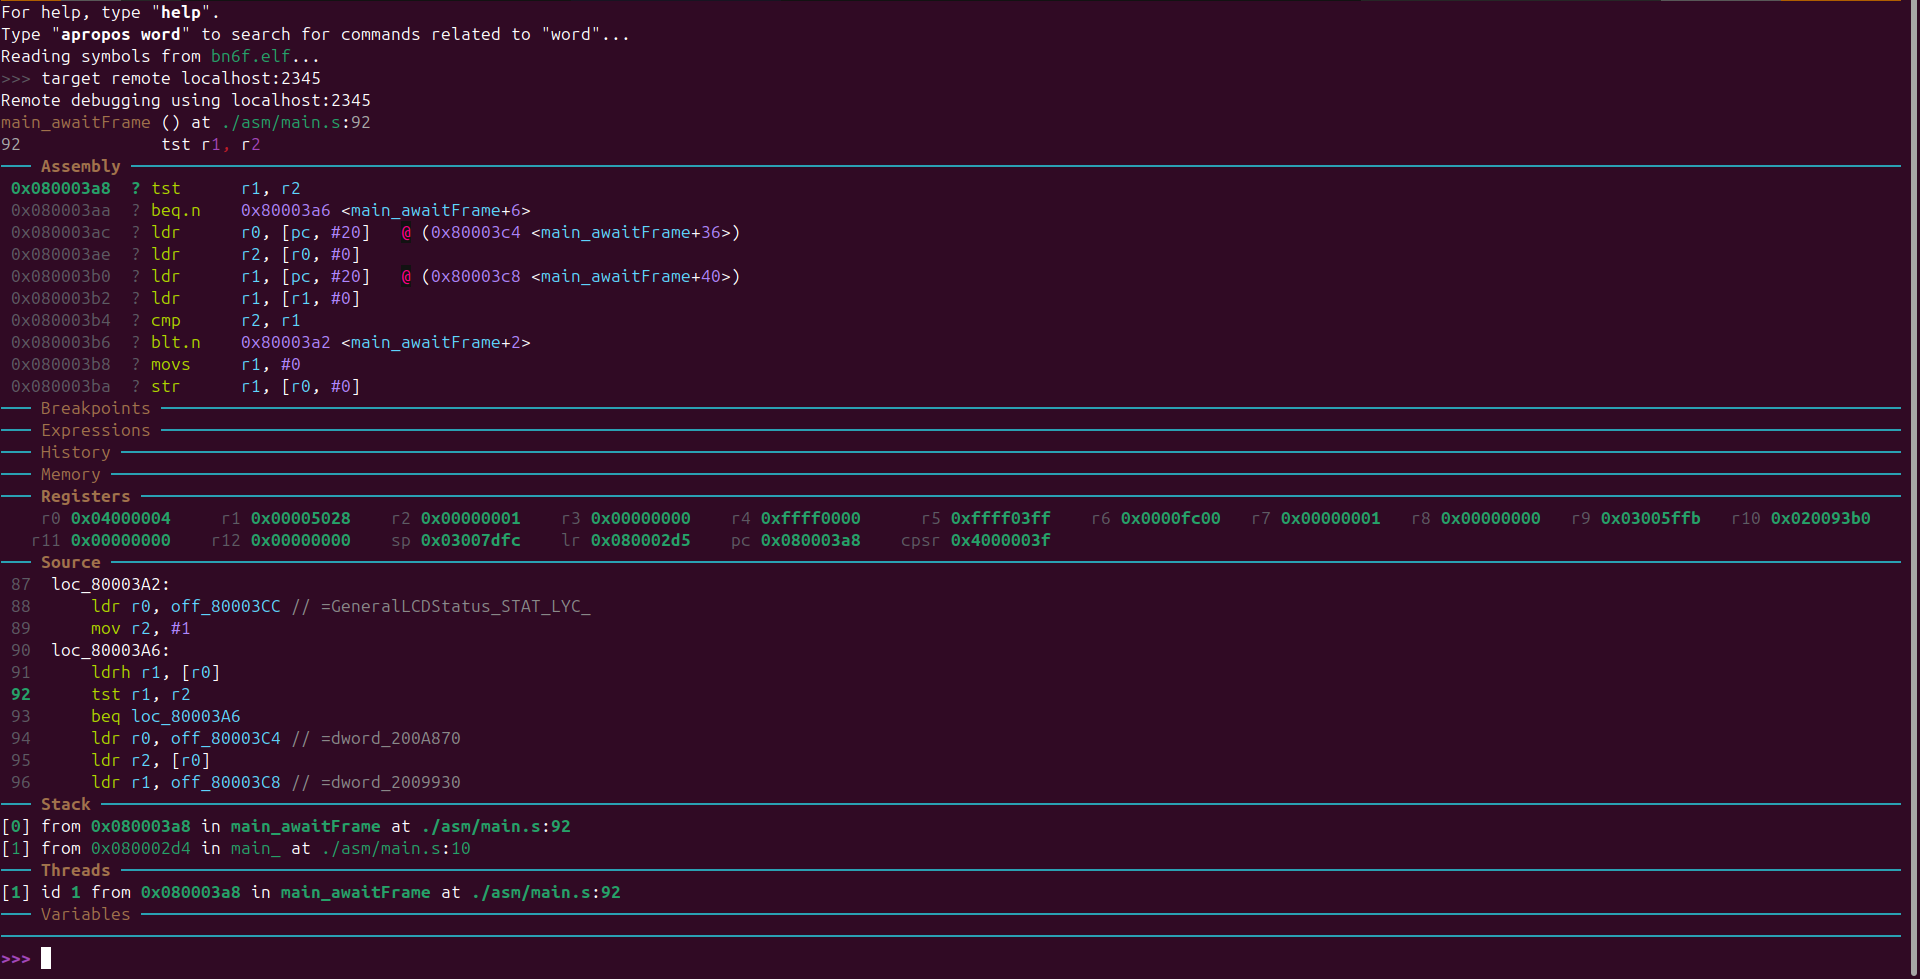 For help, type "help".
Type "apropos word" to search for commands related to "word"...
Reading symbols from bn6f.elf...
>>> target remote localhost:2345
Remote debugging using localhost:2345
main_awaitFrame () at ./asm/main.s:92
92              tst r1, r2
─── Assembly ───
 0x080003a8  ? tst      r1, r2
 0x080003aa  ? beq.n    0x80003a6 <main_awaitFrame+6>
 0x080003ac  ? ldr      r0, [pc, #20]   @ (0x80003c4 <main_awaitFrame+36>)
 0x080003ae  ? ldr      r2, [r0, #0]
 0x080003b0  ? ldr      r1, [pc, #20]   @ (0x80003c8 <main_awaitFrame+40>)
 0x080003b2  ? ldr      r1, [r1, #0]
 0x080003b4  ? cmp      r2, r1
 0x080003b6  ? blt.n    0x80003a2 <main_awaitFrame+2>
 0x080003b8  ? movs     r1, #0
 0x080003ba  ? str      r1, [r0, #0]
─── Breakpoints ───
─── Expressions ───
─── History ───
─── Memory ───
─── Registers ───
    r0 0x04000004     r1 0x00005028    r2 0x00000001    r3 0x00000000    r4 0xffff0000      r5 0xffff03ff    r6 0x0000fc00   r7 0x00000001   r8 0x00000000   r9 0x03005ffb   r10 0x020093b0
   r11 0x00000000    r12 0x00000000    sp 0x03007dfc    lr 0x080002d5    pc 0x080003a8    cpsr 0x4000003f
─── Source ───
 87  loc_80003A2:
 88      ldr r0, off_80003CC // =GeneralLCDStatus_STAT_LYC_
 89      mov r2, #1
 90  loc_80003A6:
 91      ldrh r1, [r0]
 92      tst r1, r2
 93      beq loc_80003A6
 94      ldr r0, off_80003C4 // =dword_200A870
 95      ldr r2, [r0]
 96      ldr r1, off_80003C8 // =dword_2009930
─── Stack ───
[0] from 0x080003a8 in main_awaitFrame at ./asm/main.s:92
[1] from 0x080002d4 in main_ at ./asm/main.s:10
─── Threads ───
[1] id 1 from 0x080003a8 in main_awaitFrame at ./asm/main.s:92
─── Variables ───
>>>